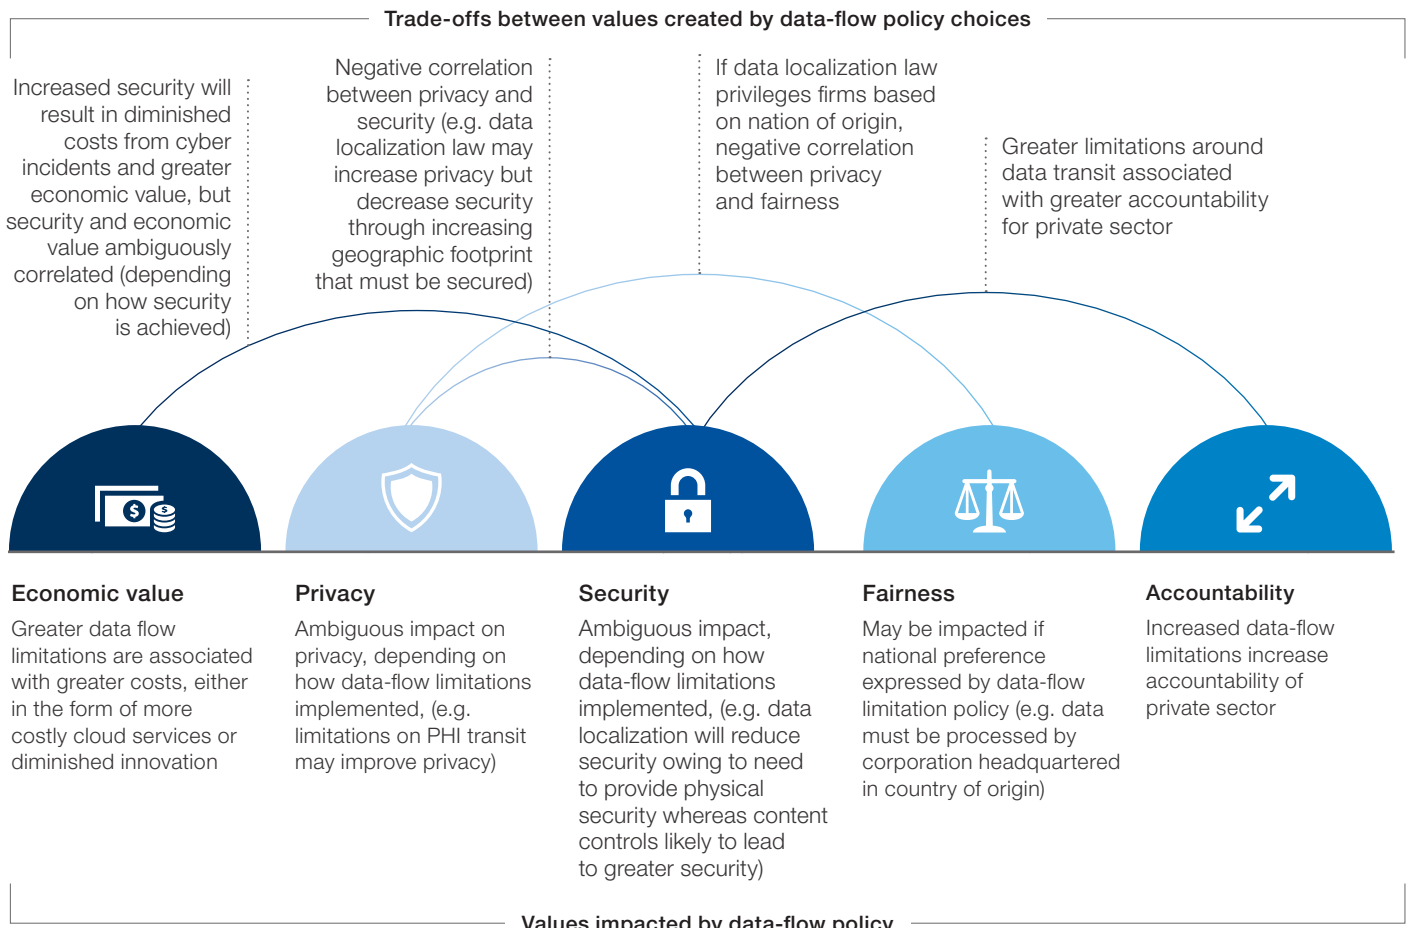 Trade-offs between values created by data-flow policy choices
Increased security will
result in diminished
costs from cyber
incidents and greater
economic value, but
security and economic
value ambiguously
correlated (depending
on how security
is achieved)
Negative correlation
between privacy and
security (e.g. data
localization law may
increase privacy but
decrease security
through increasing
geographic footprint
that must be secured)
If data localization law
privileges firms based
on nation of origin,
negative correlation
between privacy
and fairness
Greater limitations around
data transit associated
with greater accountability
for private sector
$
$
Economic value
Greater data flow
limitations are associated
with greater costs, either
in the form of more
costly cloud services or
diminished innovation
Privacy
Ambiguous impact on
privacy, depending on
how data-flow limitations
implemented, (e.g.
limitations on PHI transit
may improve privacy)
Security
Ambiguous impact,
depending on how
data-flow limitations
implemented, (e.g. data
localization will reduce
security owing to need
to provide physical
security whereas content
controls likely to lead
to greater security)
Fairness
May be impacted if
national preference
expressed by data-flow
limitation policy (e.g. data
must be processed by
corporation headquartered
in country of origin)
Accountability
Increased data-flow
limitations increase
accountability of
private sector
Values impacted by data-flow policy